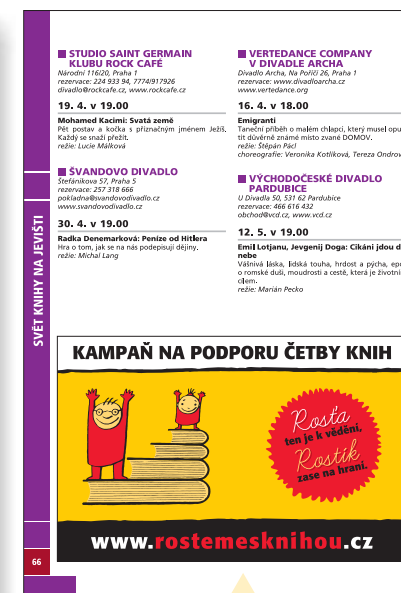 STUDIO SAINT GERMAIN
KLUBU ROCK CAFÉ
Národní 116/20, Praha 1
rezervace: 224 933 94, 7774/917926
divadlo@rockcafe.cz, www.rockcafe.cz
19. 4. v 19.00
Mohamed Kacimi: Svatá země
Pět postav a kočka s příznačným jménem Ježíš.
Každý se snaží přežít.
režie: Lucie Málková
ŠVANDOVO DIVADLO
Štefánikova 57, Praha 5
rezervace: 257 318 666
pokladna@svandovodivadlo.cz
www.svandovodivadlo.cz
30. 4. v 19.00
Radka Denemarková: Peníze od Hitlera
Hra o tom, jak se na nás podepisují dějiny.
režie: Michal Lang
VERTEDANCE COMPANY
V DIVADLE ARCHA
Divadlo Archa, Na Poříčí 26, Praha 1
rezervace: www.divadloarcha.cz
www.vertedance.org
16. 4. v 18.00
Emigranti
Taneční příběh o malém chlapci, který musel opu
tit důvěrně známé místo zvané DOMOV.
režie: Štěpán Pácl
choreografie: Veronika Kotlíková, Tereza Ondrov
VÝCHODOČESKÉ DIVADLO
PARDUBICE
U Divadla 50, 531 62 Pardubice
rezervace: 466 616 432
obchod@vcd.cz, www.vcd.cz
12. 5. v 19.00
Emil Lotjanu, Jevgenij Doga: Cikáni jdou d
nebe
Vášnivá láska, lidská touha, hrdost a pýcha, epo
o romské duši, moudrosti a cestě, která je životní
cílem.
režie: Marián Pecko
SVĚT KNIHY NA JEVIŠTI
KAMPAŇ NA PODPORU ČETBY KNIH
Rosťa
ten je k vědění,
Rostík
zase na hraní.
www.rostemesknihou.cz
66